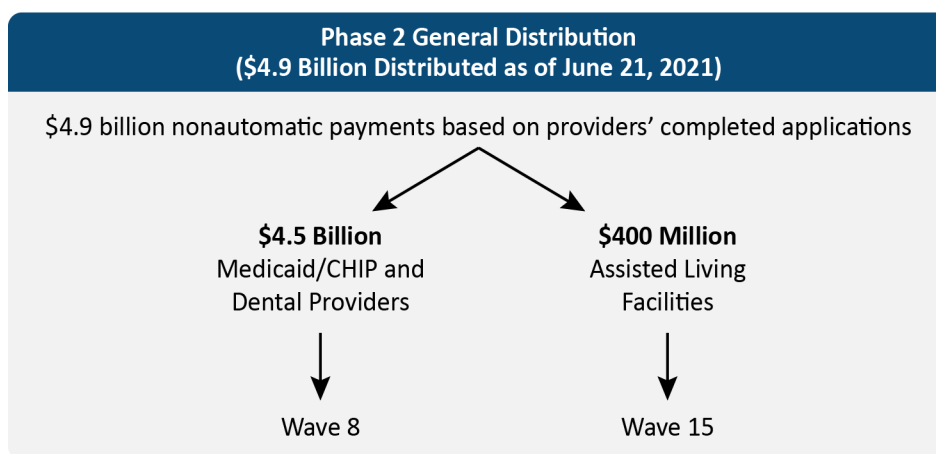 Phase 2 General Distribution
($4.9 Billion Distributed as of June 21, 2021)
$4.9 billion nonautomatic payments based on providers’ completed applications
$4.5 Billion
Medicaid/CHIP and
Dental Providers
$400 Million
Assisted Living
Facilities
Wave 8
Wave 15